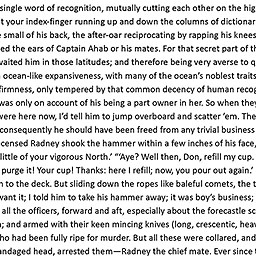 single word of recognition, mutually cutting each other on the hig
t your index-finger running up and down the columns of dictionar
e small of his back, the after-oar reciprocating by rapping his knees
ed the ears of Captain Ahab or his mates. For that secret part of th
waited him in those latitudes; and therefore being very averse to q
ocean-like expansiveness, with many of the ocean’s noblest traits
firmness, only tempered by that common decency of human recog
was only on account of his being a part owner in her. So when they
were here now, I’d tell him to jump overboard and scatter ’em. The
consequently he should have been freed from any trivial business
censed Radney shook the hammer within a few inches of his face,
little of your vigorous North.’ “‘Aye? Well then, Don, refill my cup.
purge it! Your cup! Thanks: here I refill; now, you pour out again.’
n to the deck. But sliding down the ropes like baleful comets, the t
want it; I told him to take his hammer away; it was boy’s business;
all the officers, forward and aft, especially about the forecastle sc
; and armed with their keen mincing knives (long, crescentic, heav
ho had been fully ripe for murder. But all these were collared, and
andaged head, arrested them—Radney the chief mate. Ever since t